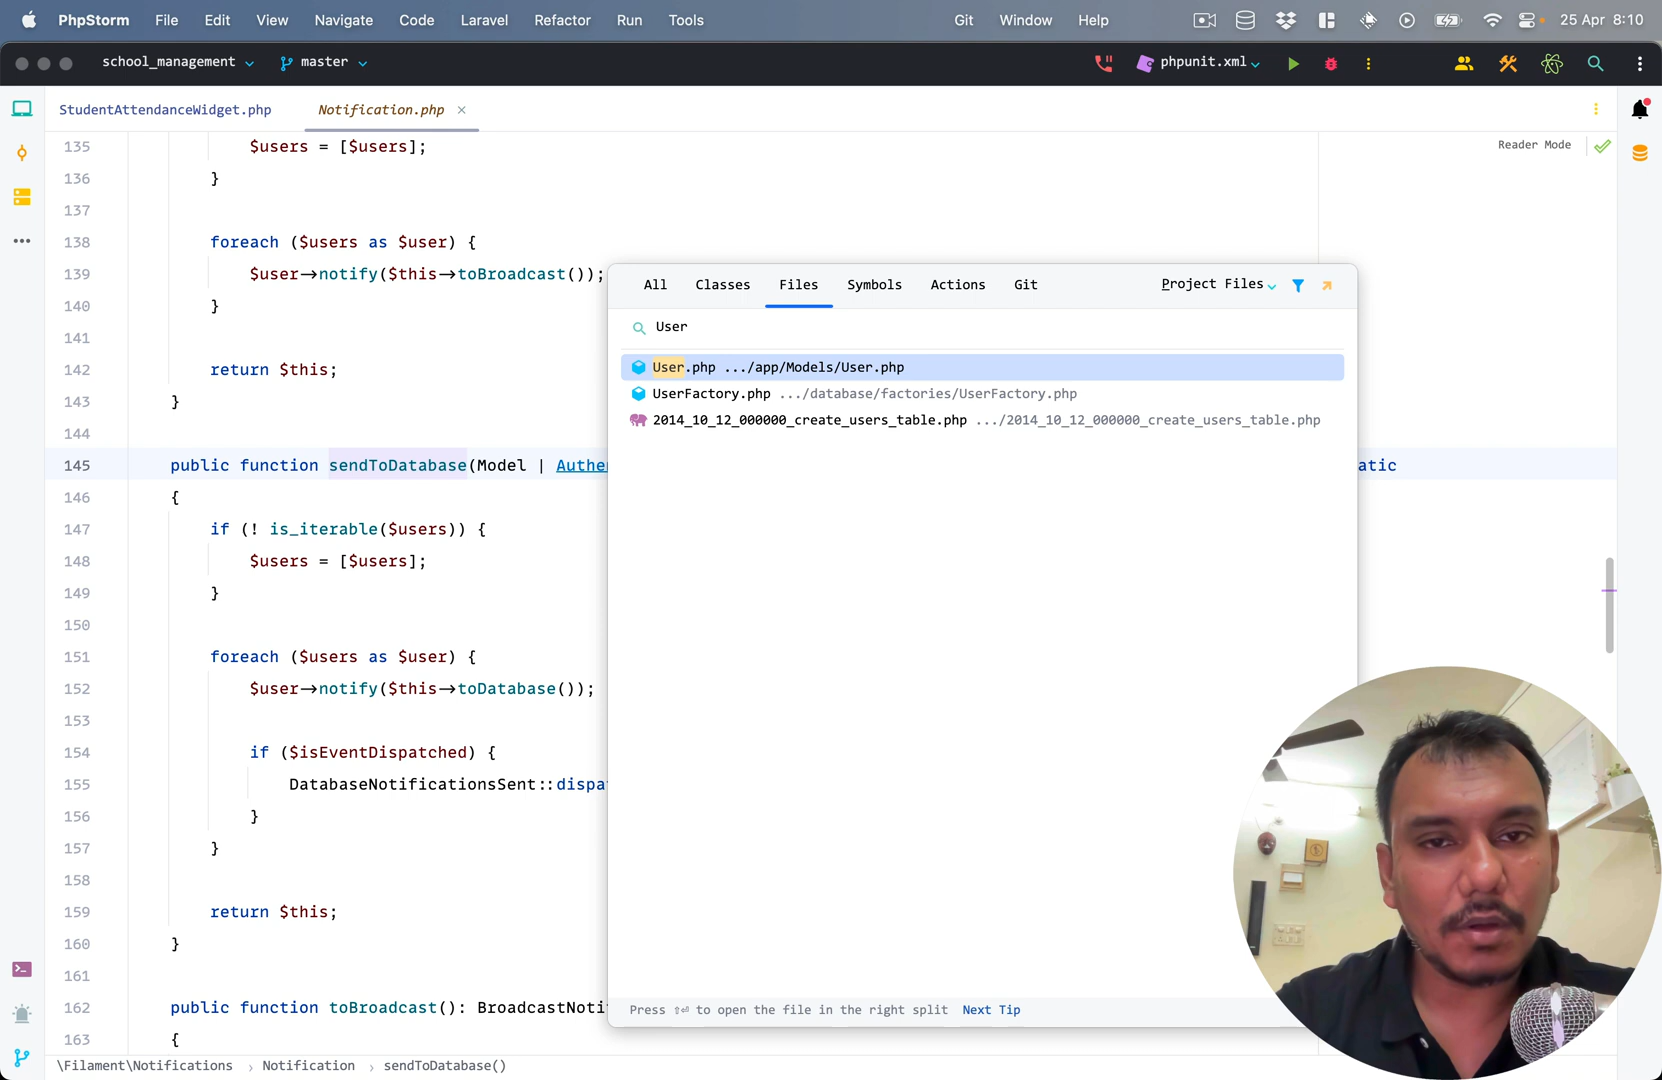 PhpStorm File Edit View Navigate Code Laravel Refactor Run Tools Git Window Help 25 Apr 8:10
school_management master phpunit.xml
StudentAttendanceWidget.php Notification.php
Reader Mode
135 $users = [$users];
136 }
137
138 foreach ($users as $user) {
139 $user->notify($this->toBroadcast());
140 }
141
142 return $this;
143 }
144
145 public function sendToDatabase(Model | Authen atic
146 {
147 if (! is_iterable($users)) {
148 $users = [$users];
149 }
150
151 foreach ($users as $user) {
152 $user->notify($this->toDatabase());
153
154 if ($isEventDispatched) {
155 DatabaseNotificationsSent::dispat
156 }
157 }
158
159 return $this;
160 }
161
162 public function toBroadcast(): BroadcastNotif
163 {
All Classes Files Symbols Actions Git Project Files
User
User.php .../app/Models/User.php
UserFactory.php .../database/factories/UserFactory.php
2014_10_12_000000_create_users_table.php .../2014_10_12_000000_create_users_table.php
Press ⇧⏎ to open the file in the right split Next Tip
\Filament\Notifications › Notification › sendToDatabase()